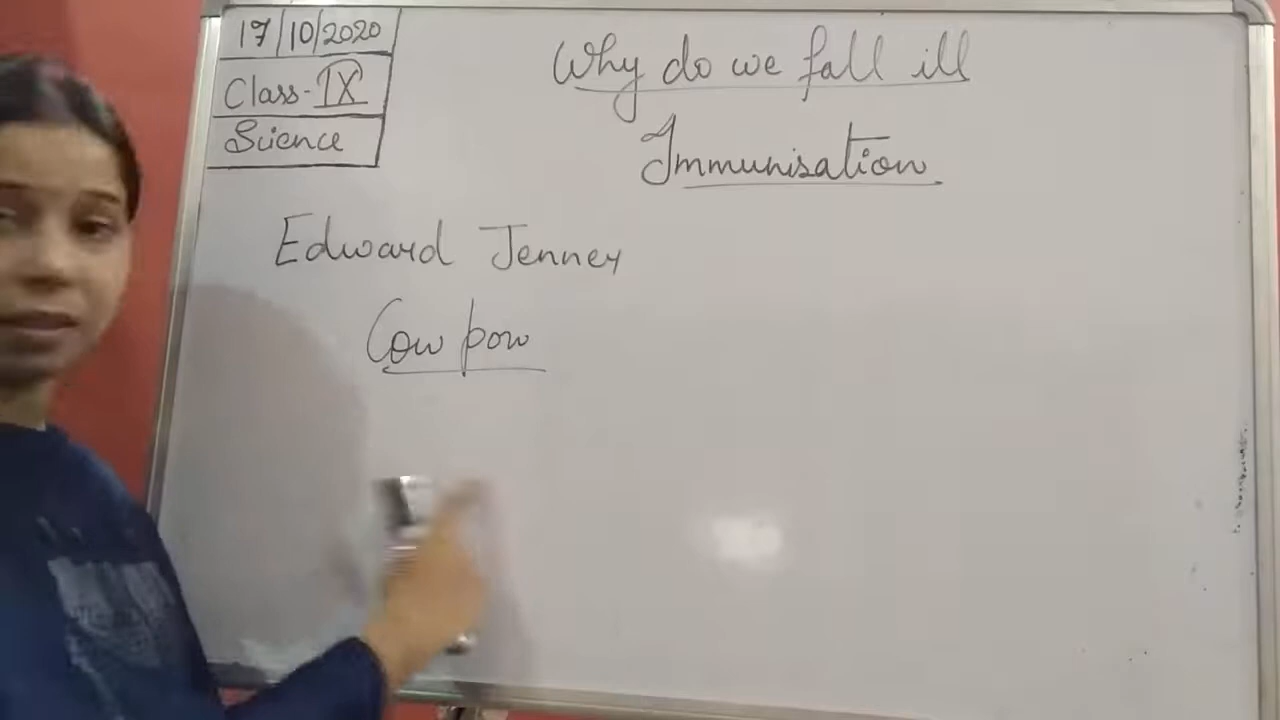 17/10/2020
Class-IX
Science
Why do we fall ill
Immunisation
Edward Jenner
Cow pow